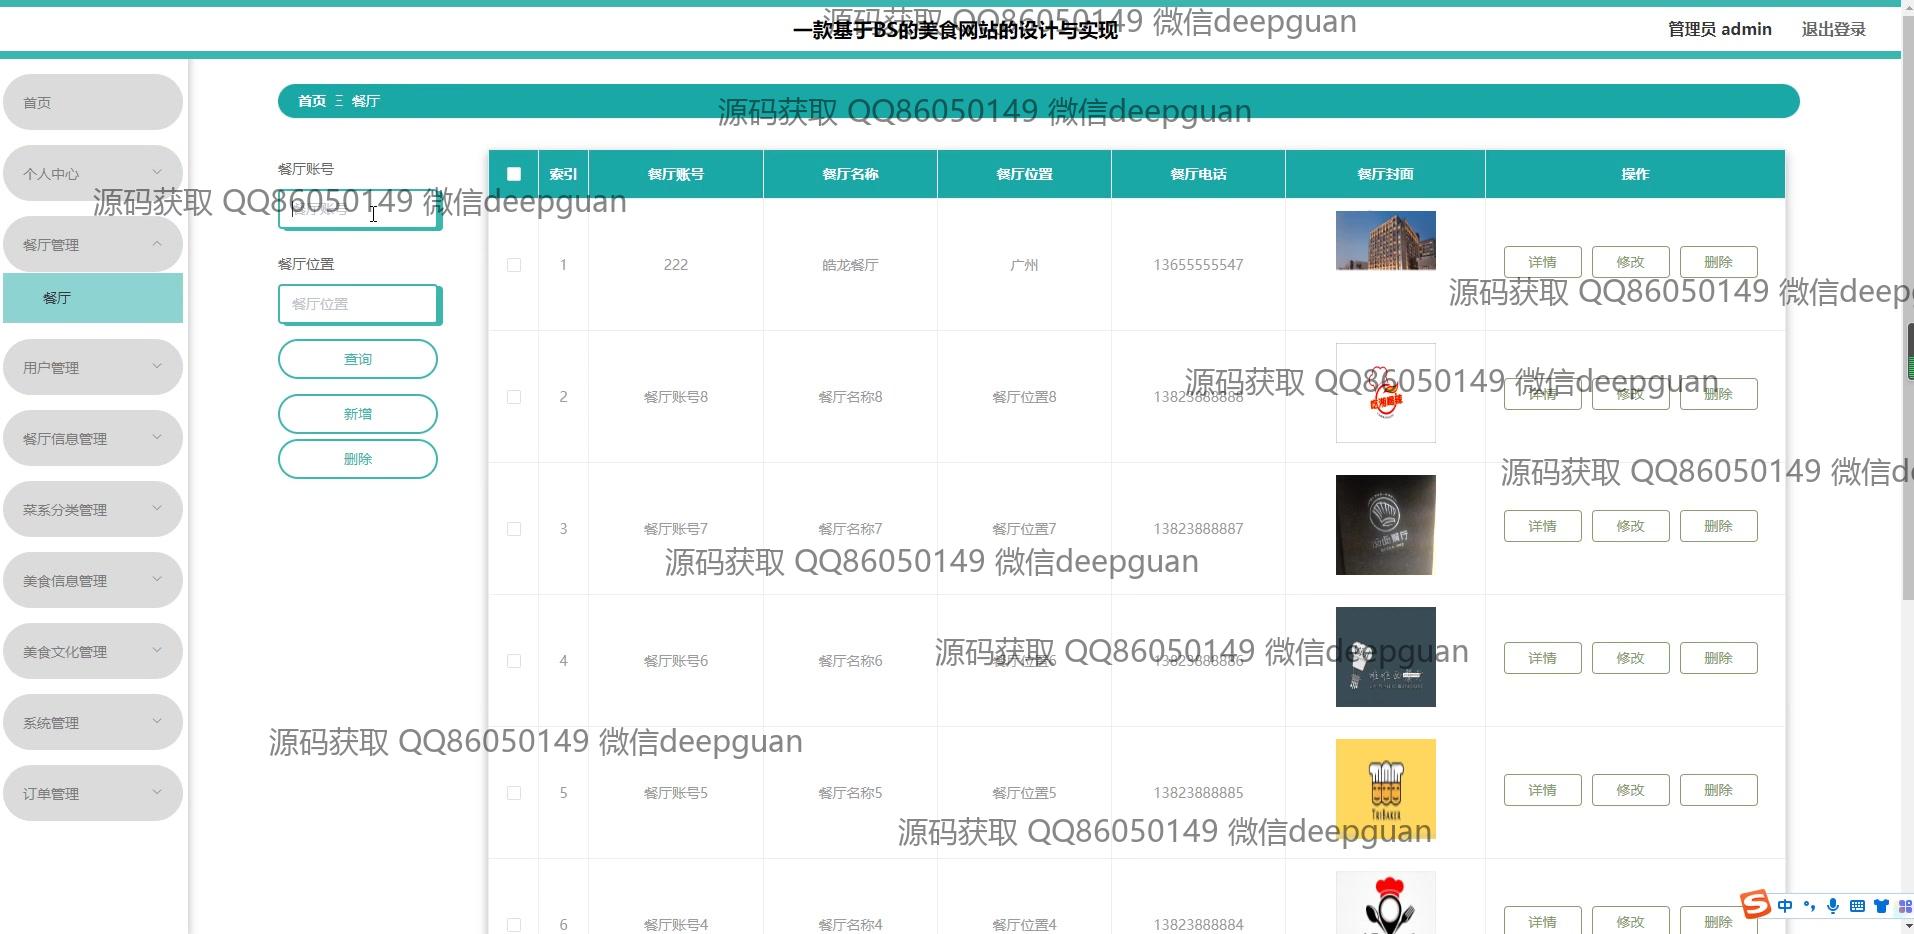 源码获取 QQ86050149 微信deepguan
一款基于BS的美食网站的设计与实现
管理员 admin
退出登录
首页
个人中心
餐厅管理
餐厅
用户管理
餐厅信息管理
菜系分类管理
美食信息管理
美食文化管理
系统管理
订单管理
首页 Ξ 餐厅
源码获取 QQ86050149 微信deepguan
餐厅账号
源码获取 QQ86050149 微信deepguan
餐厅账号
餐厅位置
餐厅位置
查询
新增
删除
索引 餐厅账号 餐厅名称 餐厅位置 餐厅电话 餐厅封面 操作
1 222 皓龙餐厅 广州 13655555547 详情 修改 删除
源码获取 QQ86050149 微信deep
源码获取 QQ86050149 微信deepguan
2 餐厅账号8 餐厅名称8 餐厅位置8 13823888888 详情 修改 删除
源码获取 QQ86050149 微信d
3 餐厅账号7 餐厅名称7 餐厅位置7 13823888887 详情 修改 删除
源码获取 QQ86050149 微信deepguan
源码获取 QQ86050149 微信deepguan
4 餐厅账号6 餐厅名称6 餐厅位置6 13823888886 详情 修改 删除
源码获取 QQ86050149 微信deepguan
5 餐厅账号5 餐厅名称5 餐厅位置5 13823888885 TRIBAKER 详情 修改 删除
源码获取 QQ86050149 微信deepguan
6 餐厅账号4 餐厅名称4 餐厅位置4 13823888884 详情 修改 删除
中